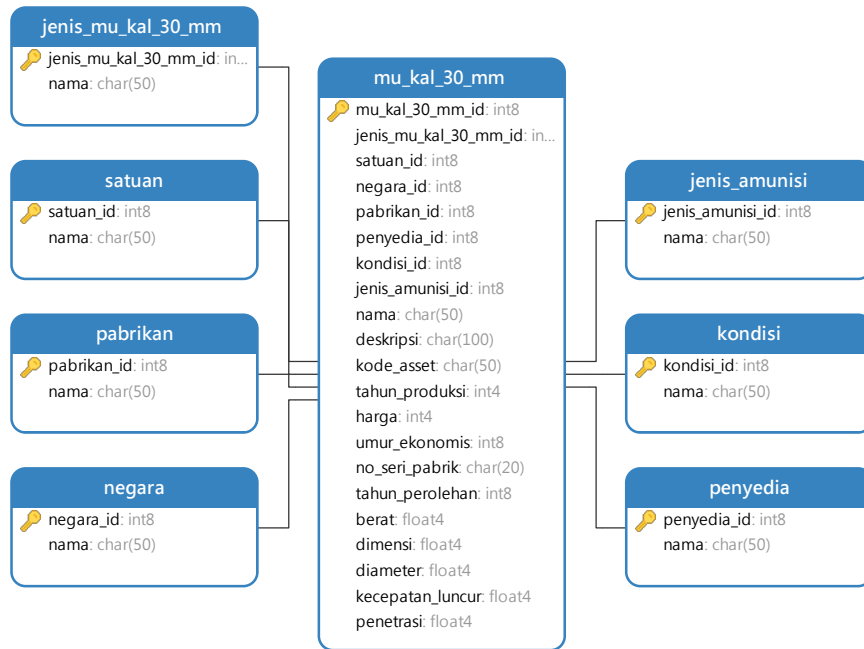 jenis_mu_kal_30_mm
jenis_mu_kal_30_mm_id: in...
nama: char(50)
satuan
satuan_id: int8
nama: char(50)
pabrikan
pabrikan_id: int8
nama: char(50)
negara
negara_id: int8
nama: char(50)
mu_kal_30_mm
mu_kal_30_mm_id: int8
jenis_mu_kal_30_mm_id: in...
satuan_id: int8
negara_id: int8
pabrikan_id: int8
penyedia_id: int8
kondisi_id: int8
jenis_amunisi_id: int8
nama: char(50)
deskripsi: char(100)
kode_asset: char(50)
tahun_produksi: int4
harga: int4
umur_ekonomis: int8
no_seri_pabrik: char(20)
tahun_perolehan: int8
berat: float4
dimensi: float4
diameter: float4
kecepatan_luncur: float4
penetrasi: float4
jenis_amunisi
jenis_amunisi_id: int8
nama: char(50)
kondisi
kondisi_id: int8
nama: char(50)
penyedia
penyedia_id: int8
nama: char(50)